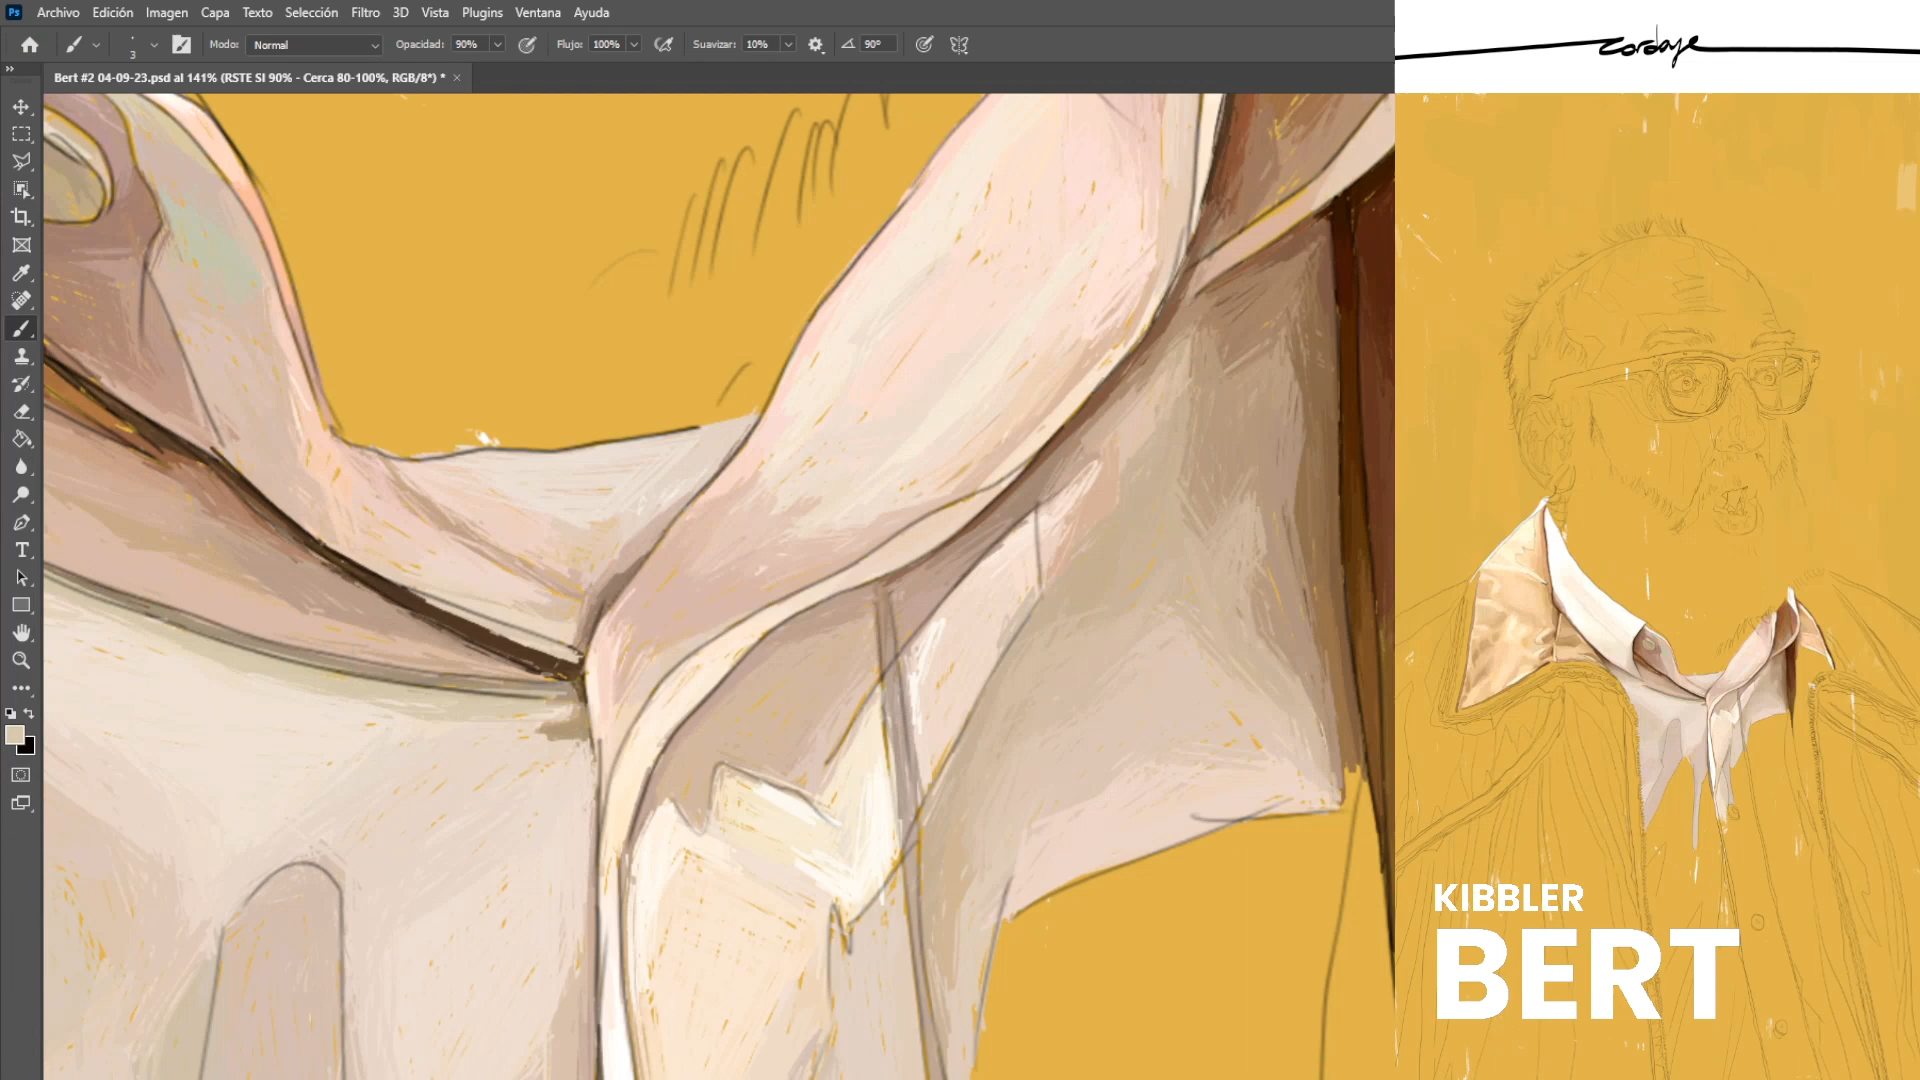 Ps Archivo Edición Imagen Capa Texto Selección Filtro 3D Vista Plugins Ventana Ayuda
3 Modo: Normal Opacidad: 90% Flujo: 100% Suavizar: 10% 90°
Bert #2 04-09-23.psd al 141% (RSTE SI 90% - Cerca 80-100%, RGB/8*) * ×
KIBBLER
BERT